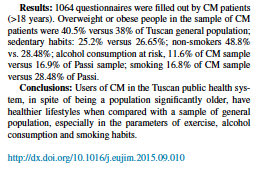 Results: 1064 questionnaires were filled out by CM patients
(>18 years). Overweight or obese people in the sample of CM
patients were 40.5% versus 38% of Tuscan general population;
sedentary habits: 25.2% versus 26.65%; non-smokers 48.8%
vs. 28.48%; alcohol consumption at risk, 11.6% of CM sample
versus 16.9% of Passi sample; smoking 16.8% of CM sample
versus 28.48% of Passi.
Conclusions: Users of CM in the Tuscan public health sys-
tem, in spite of being a population significantly older, have
healthier lifestyles when compared with a sample of general
population, especially in the parameters of exercise, alcohol
consumption and smoking habits.
http://dx.doi.org/10.1016/j.eujim.2015.09.010